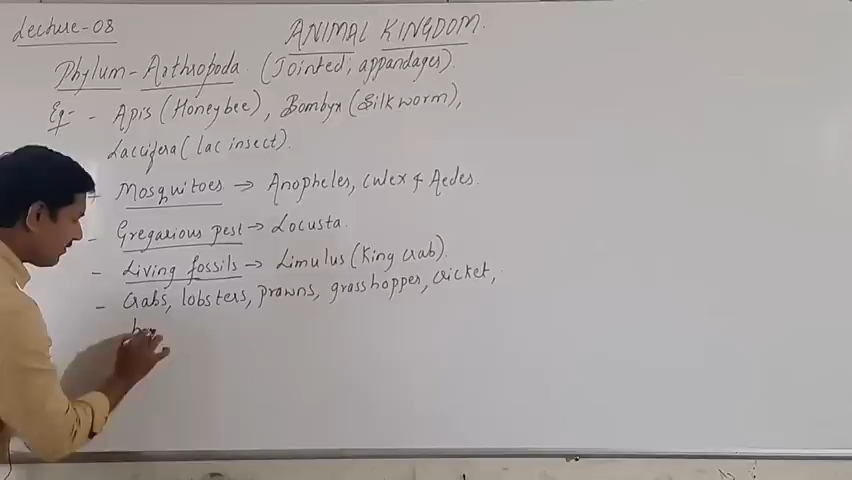 Lecture-08
ANIMAL KINGDOM.
Phylum-Arthropoda. (Jointed, appandages).
Eg:- - Apis (Honeybee), Bombyx (Silkworm),
Laccifera (lac insect).
- Mosquitoes → Anopheles, culex & Aedes.
- Gregarious pest → Locusta.
- Living fossils → Limulus (King crab).
- Crabs, lobsters, prawns, grasshopper, cricket,